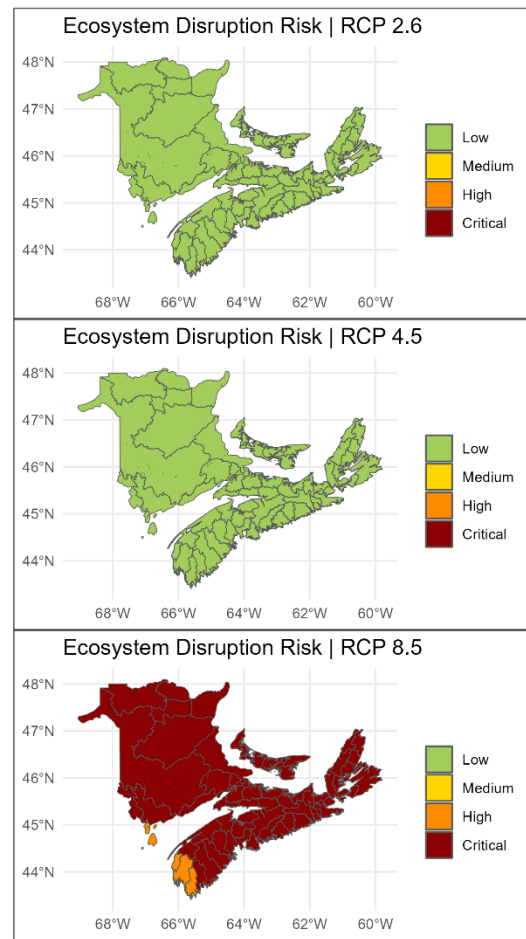 Ecosystem Disruption Risk | RCP 2.6
48°N
47°N
46°N
45°N
44°N
68°W 66°W 64°W 62°W 60°W
Low
Medium
High
Critical
Ecosystem Disruption Risk | RCP 4.5
48°N
47°N
46°N
45°N
44°N
68°W 66°W 64°W 62°W 60°W
Low
Medium
High
Critical
Ecosystem Disruption Risk | RCP 8.5
48°N
47°N
46°N
45°N
44°N
68°W 66°W 64°W 62°W 60°W
Low
Medium
High
Critical